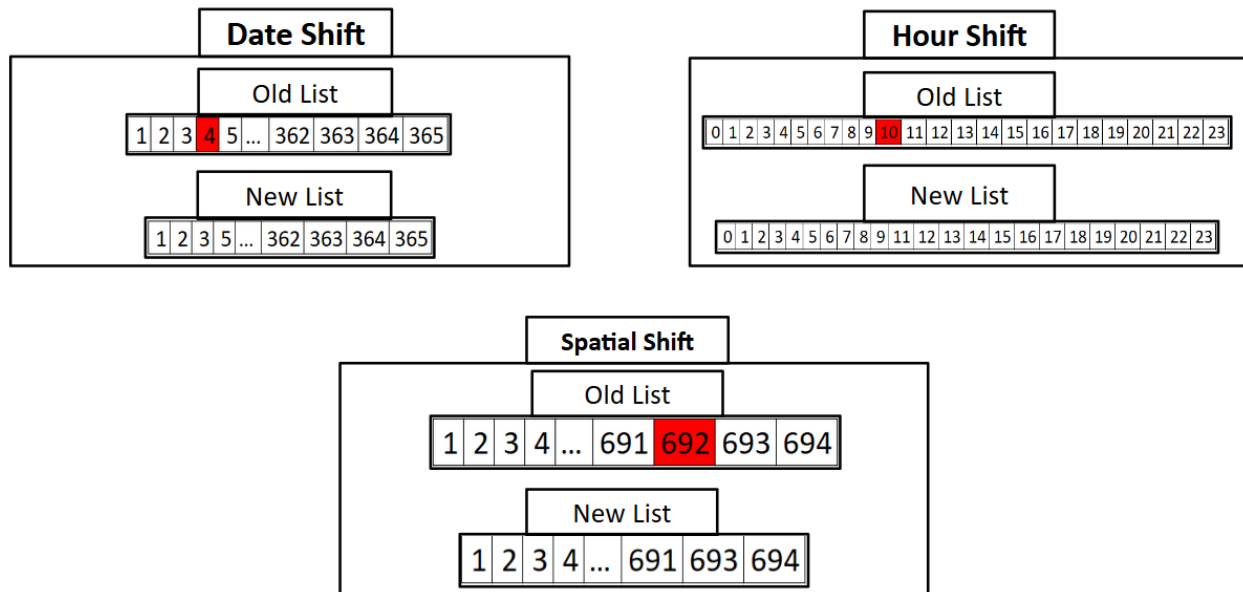 Date Shift
Old List
1 2 3 4 5 ... 362 363 364 365
New List
1 2 3 5 ... 362 363 364 365
Hour Shift
Old List
0 1 2 3 4 5 6 7 8 9 10 11 12 13 14 15 16 17 18 20 21 22 23
New List
0 1 2 3 4 5 6 7 8 9 11 12 13 14 15 16 17 18 19 20 21 22 23
Spatial Shift
Old List
1 2 3 4 ... 691 692 693 694
New List
1 2 3 4 ... 691 693 694